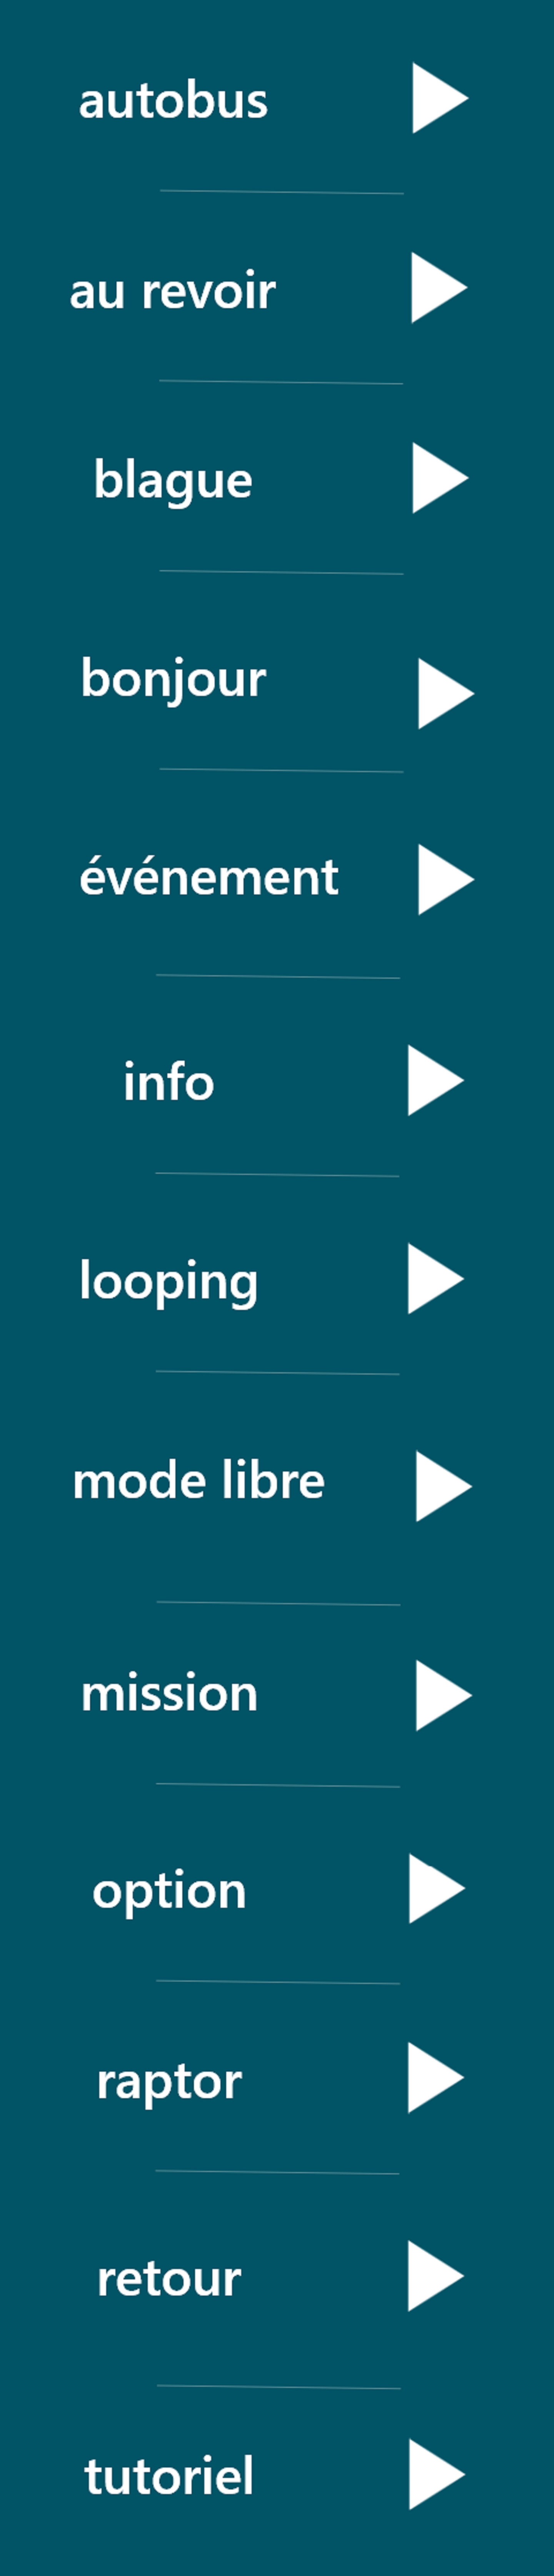 autobus
au revoir
blague
bonjour
événement
info
looping
mode libre
mission
option
raptor
retour
tutoriel